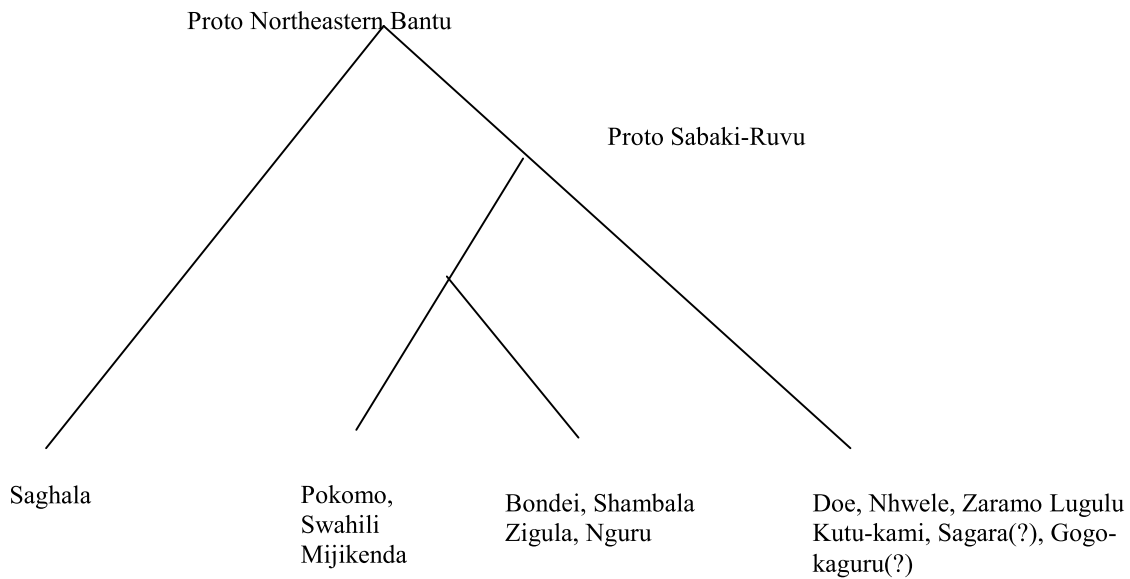 Proto Northeastern Bantu
Proto Sabaki-Ruvu
Saghala
Pokomo,
Swahili
Mijikenda
Bondei, Shambala
Zigula, Nguru
Doe, Nhwele, Zaramo Lugulu
Kutu-kami, Sagara(?), Gogo-
kaguru(?)